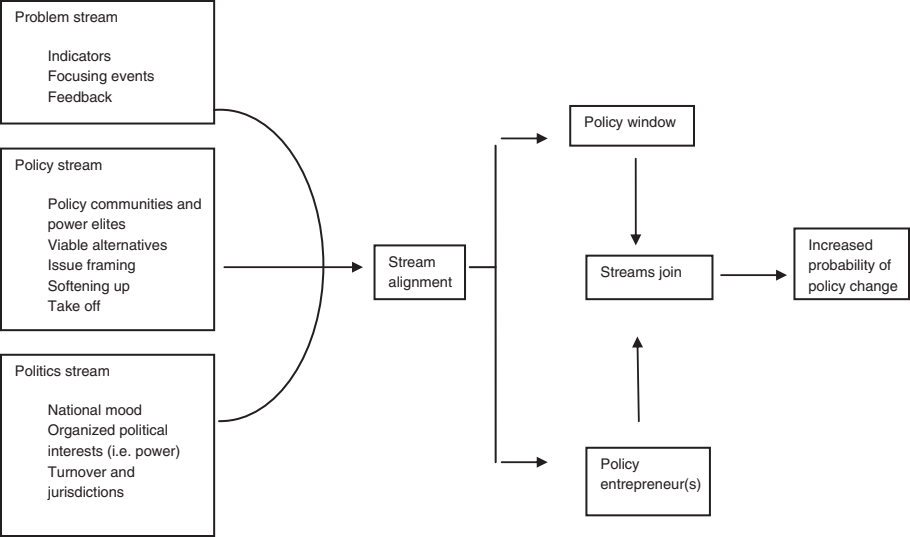 Problem stream
Indicators
Focusing events
Feedback
Policy stream
Policy communities and
power elites
Viable alternatives
Issue framing
Softening up
Take off
Politics stream
National mood
Organized political
interests (i.e. power)
Turnover and
jurisdictions
Stream
alignment
Policy window
Streams join
Policy
entrepreneur(s)
Increased
probability of
policy change